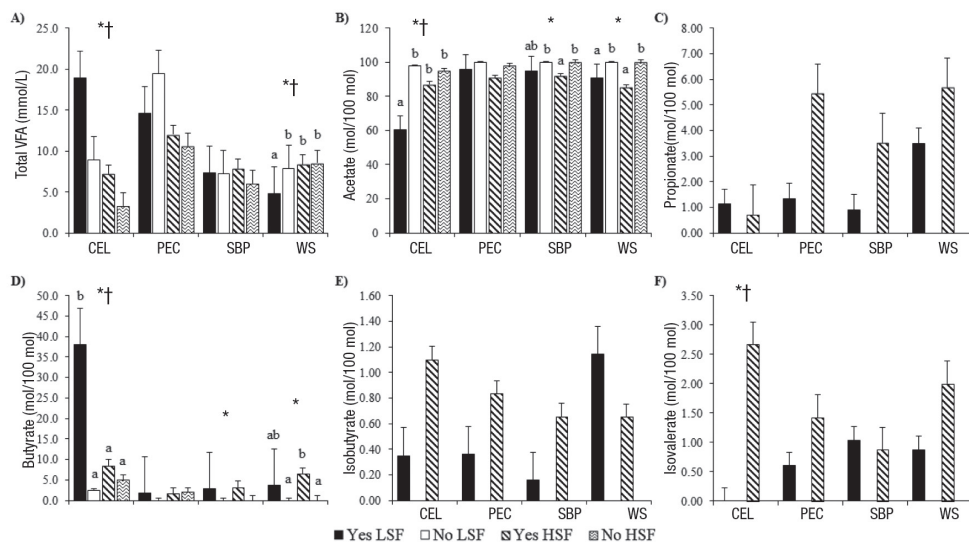 A)
*†
*†
Total VFA (mmol/L)
25.0
20.0
15.0
10.0
5.0
0.0
a b b b
CEL PEC SBP WS
B)
*†
*
*
Acetate (mol/100 mol)
120
100
80
60
40
20
0
a b b b
ab b a b
a b a b
CEL PEC SBP WS
C)
Propionate(mol/100 mol)
8.00
7.00
6.00
5.00
4.00
3.00
2.00
1.00
0.00
CEL PEC SBP WS
D)
*†
*
*
Butyrate (mol/100 mol)
50.0
45.0
40.0
35.0
30.0
25.0
20.0
15.0
10.0
5.0
0.0
b a a a
ab a b a
E)
Isobutyrate (mol/100 mol)
1.60
1.40
1.20
1.00
0.80
0.60
0.40
0.20
0.00
CEL PEC SBP WS
F)
*†
Isovalerate (mol/100 mol)
3.50
3.00
2.50
2.00
1.50
1.00
0.50
0.00
CEL PEC SBP WS
Yes LSF No LSF Yes HSF No HSF